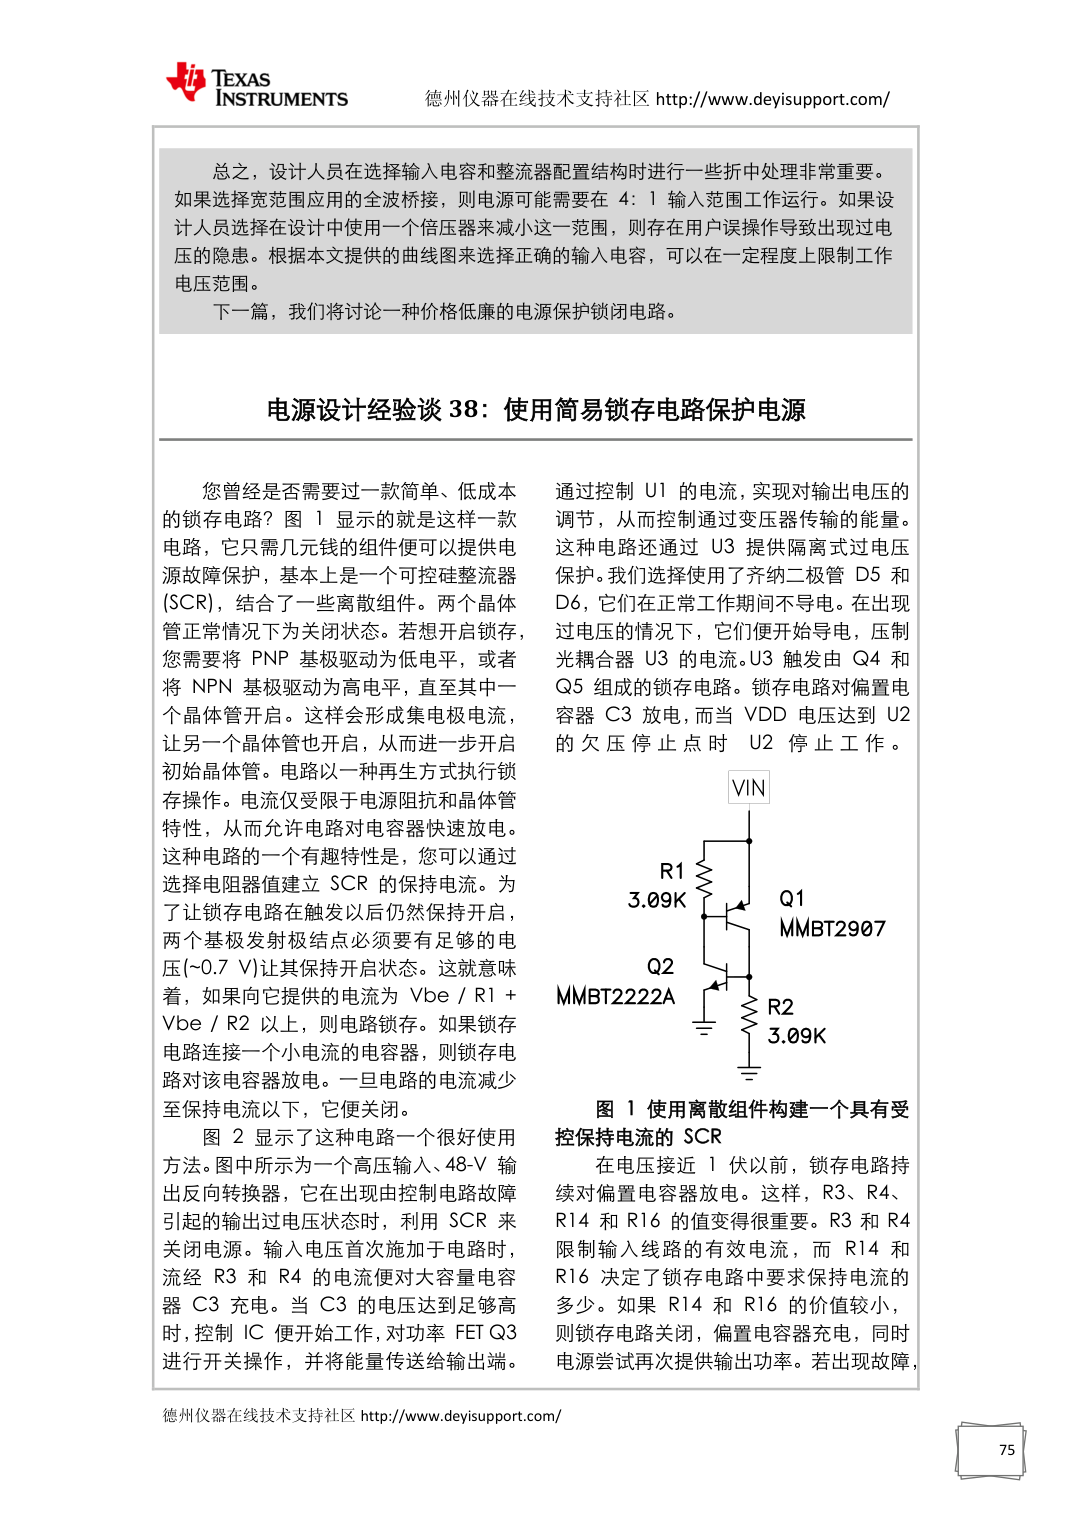 TEXAS
INSTRUMENTS
德州仪器在线技术支持社区 http://www.deyisupport.com/
总之，设计人员在选择输入电容和整流器配置结构时进行一些折中处理非常重要。
如果选择宽范围应用的全波桥接，则电源可能需要在 4：1 输入范围工作运行。如果设
计人员选择在设计中使用一个倍压器来减小这一范围，则存在用户误操作导致出现过电
压的隐患。根据本文提供的曲线图来选择正确的输入电容，可以在一定程度上限制工作
电压范围。
下一篇，我们将讨论一种价格低廉的电源保护锁闭电路。
电源设计经验谈 38：使用简易锁存电路保护电源
您曾经是否需要过一款简单、低成本
的锁存电路？图 1 显示的就是这样一款
电路，它只需几元钱的组件便可以提供电
源故障保护，基本上是一个可控硅整流器
(SCR)，结合了一些离散组件。两个晶体
管正常情况下为关闭状态。若想开启锁存，
您需要将 PNP 基极驱动为低电平，或者
将 NPN 基极驱动为高电平，直至其中一
个晶体管开启。这样会形成集电极电流，
让另一个晶体管也开启，从而进一步开启
初始晶体管。电路以一种再生方式执行锁
存操作。电流仅受限于电源阻抗和晶体管
特性，从而允许电路对电容器快速放电。
这种电路的一个有趣特性是，您可以通过
选择电阻器值建立 SCR 的保持电流。为
了让锁存电路在触发以后仍然保持开启，
两个基极发射极结点必须要有足够的电
压(~0.7 V)让其保持开启状态。这就意味
着，如果向它提供的电流为 Vbe / R1 +
Vbe / R2 以上，则电路锁存。如果锁存
电路连接一个小电流的电容器，则锁存电
路对该电容器放电。一旦电路的电流减少
至保持电流以下，它便关闭。
图 2 显示了这种电路一个很好使用
方法。图中所示为一个高压输入、48-V 输
出反向转换器，它在出现由控制电路故障
引起的输出过电压状态时，利用 SCR 来
关闭电源。输入电压首次施加于电路时，
流经 R3 和 R4 的电流便对大容量电容
器 C3 充电。当 C3 的电压达到足够高
时，控制 IC 便开始工作，对功率 FET Q3
进行开关操作，并将能量传送给输出端。
通过控制 U1 的电流，实现对输出电压的
调节，从而控制通过变压器传输的能量。
这种电路还通过 U3 提供隔离式过电压
保护。我们选择使用了齐纳二极管 D5 和
D6，它们在正常工作期间不导电。在出现
过电压的情况下，它们便开始导电，压制
光耦合器 U3 的电流。U3 触发由 Q4 和
Q5 组成的锁存电路。锁存电路对偏置电
容器 C3 放电，而当 VDD 电压达到 U2
的欠压停止点时 U2 停止工作。
VIN
R1
3.09K
Q1
MMBT2907
Q2
MMBT2222A
R2
3.09K
图 1 使用离散组件构建一个具有受
控保持电流的 SCR
在电压接近 1 伏以前，锁存电路持
续对偏置电容器放电。这样，R3、R4、
R14 和 R16 的值变得很重要。R3 和 R4
限制输入线路的有效电流，而 R14 和
R16 决定了锁存电路中要求保持电流的
多少。如果 R14 和 R16 的价值较小，
则锁存电路关闭，偏置电容器充电，同时
电源尝试再次提供输出功率。若出现故障，
德州仪器在线技术支持社区 http://www.deyisupport.com/
75